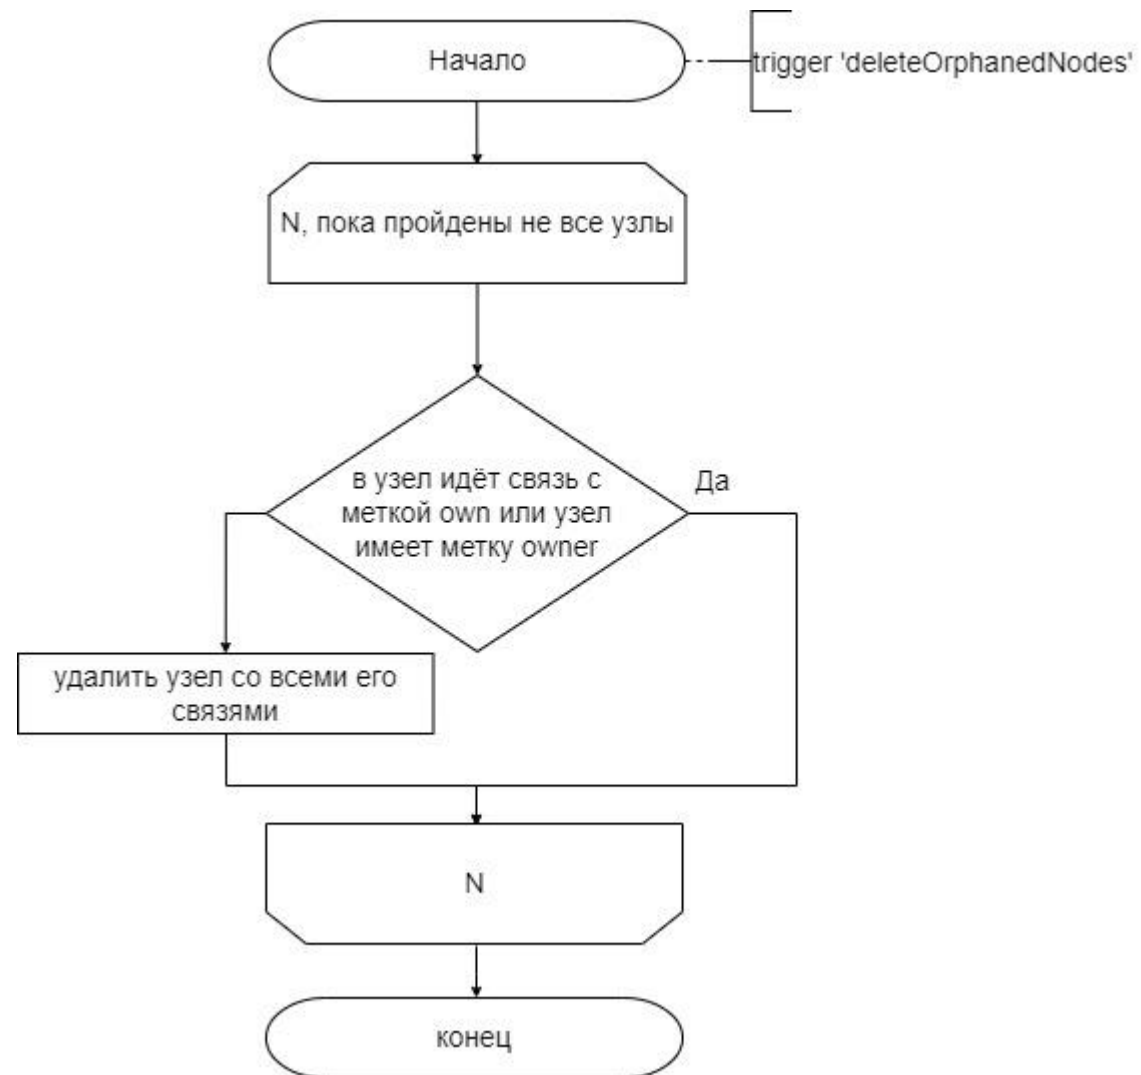 Начало
trigger 'deleteOrphanedNodes'
N, пока пройдены не все узлы
в узел идёт связь с
меткой own или узел
имеет метку owner
Да
удалить узел со всеми его
связями
N
конец